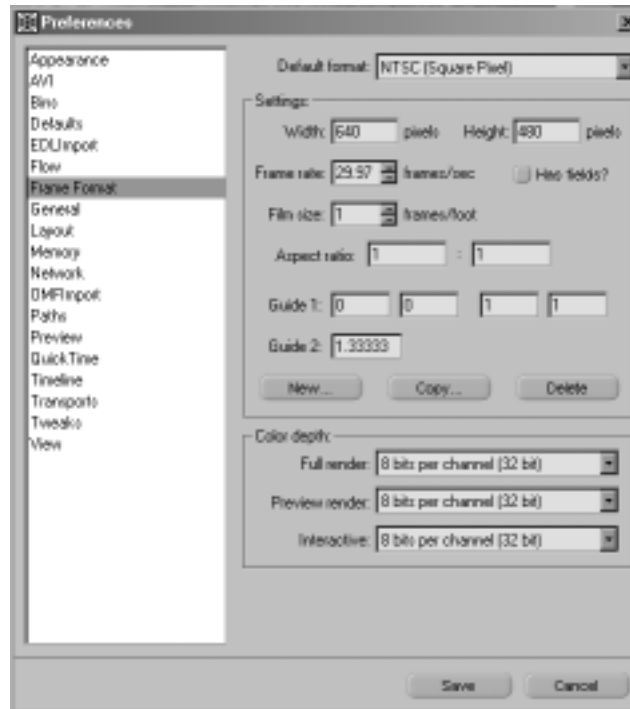 Preferences
Appearance
AVI
Bins
Defaults
EDLImport
Flow
Frame Format
General
Layout
Memory
Network
OMFImport
Paths
Preview
QuickTime
Timeline
Transports
Tweaks
View
Default format: NTSC (Square Pixel)
Settings:
Width: 640 pixels Height: 480 pixels
Frame rate: 29.97 frames/sec Has fields?
Film size: 1 frames/foot
Aspect ratio: 1 : 1
Guide 1: 0 0 1 1
Guide 2: 1.33333
New... Copy... Delete
Color depth:
Full render: 8 bits per channel (32 bit)
Preview render: 8 bits per channel (32 bit)
Interactive: 8 bits per channel (32 bit)
Save Cancel